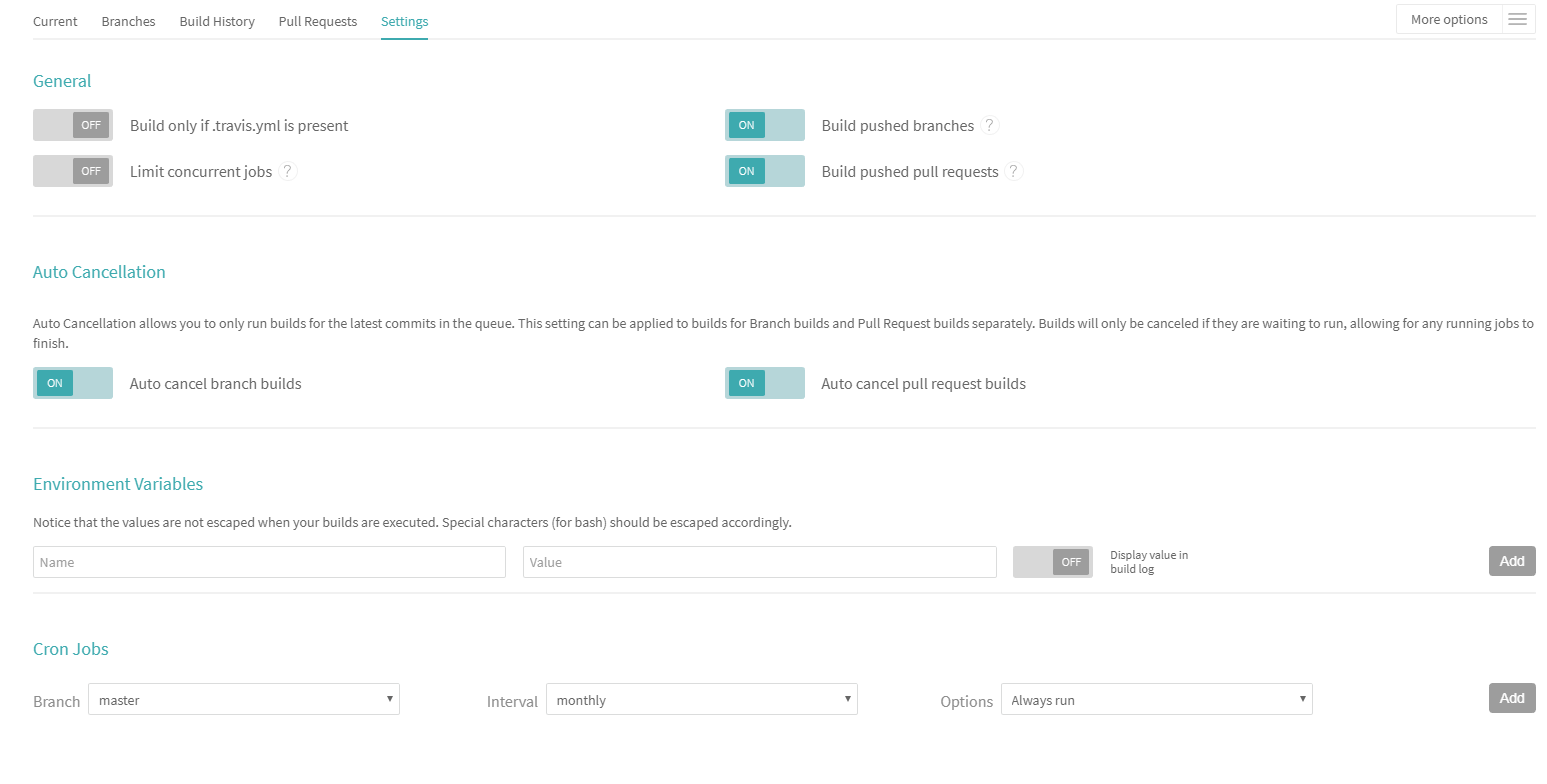 Current Branches Build History Pull Requests Settings More options
General
OFF Build only if .travis.yml is present ON Build pushed branches ?
OFF Limit concurrent jobs ? ON Build pushed pull requests ?
Auto Cancellation
Auto Cancellation allows you to only run builds for the latest commits in the queue. This setting can be applied to builds for Branch builds and Pull Request builds separately. Builds will only be canceled if they are waiting to run, allowing for any running jobs to
finish.
ON Auto cancel branch builds ON Auto cancel pull request builds
Environment Variables
Notice that the values are not escaped when your builds are executed. Special characters (for bash) should be escaped accordingly.
Name Value OFF Display value in
build log Add
Cron Jobs
Branch master Interval monthly Options Always run Add